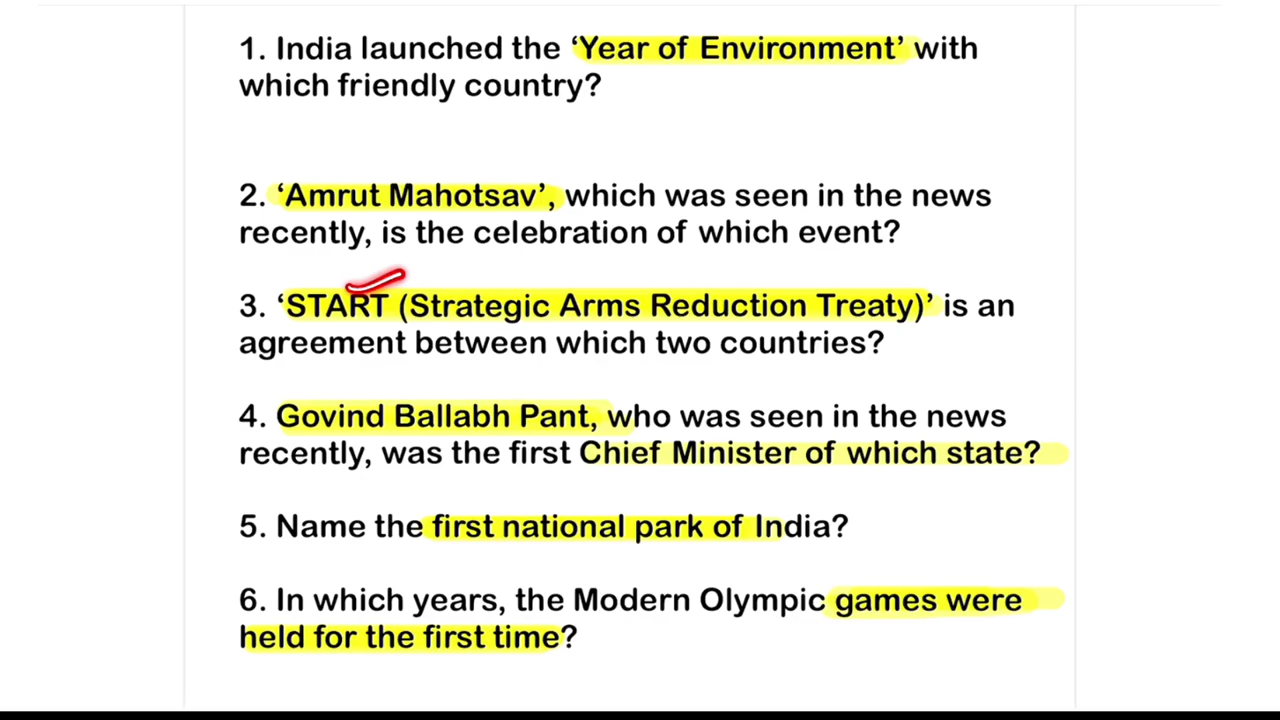 1. India launched the ‘Year of Environment’ with
which friendly country?
2. ‘Amrut Mahotsav’, which was seen in the news
recently, is the celebration of which event?
3. ‘START (Strategic Arms Reduction Treaty)’ is an
agreement between which two countries?
4. Govind Ballabh Pant, who was seen in the news
recently, was the first Chief Minister of which state?
5. Name the first national park of India?
6. In which years, the Modern Olympic games were
held for the first time?